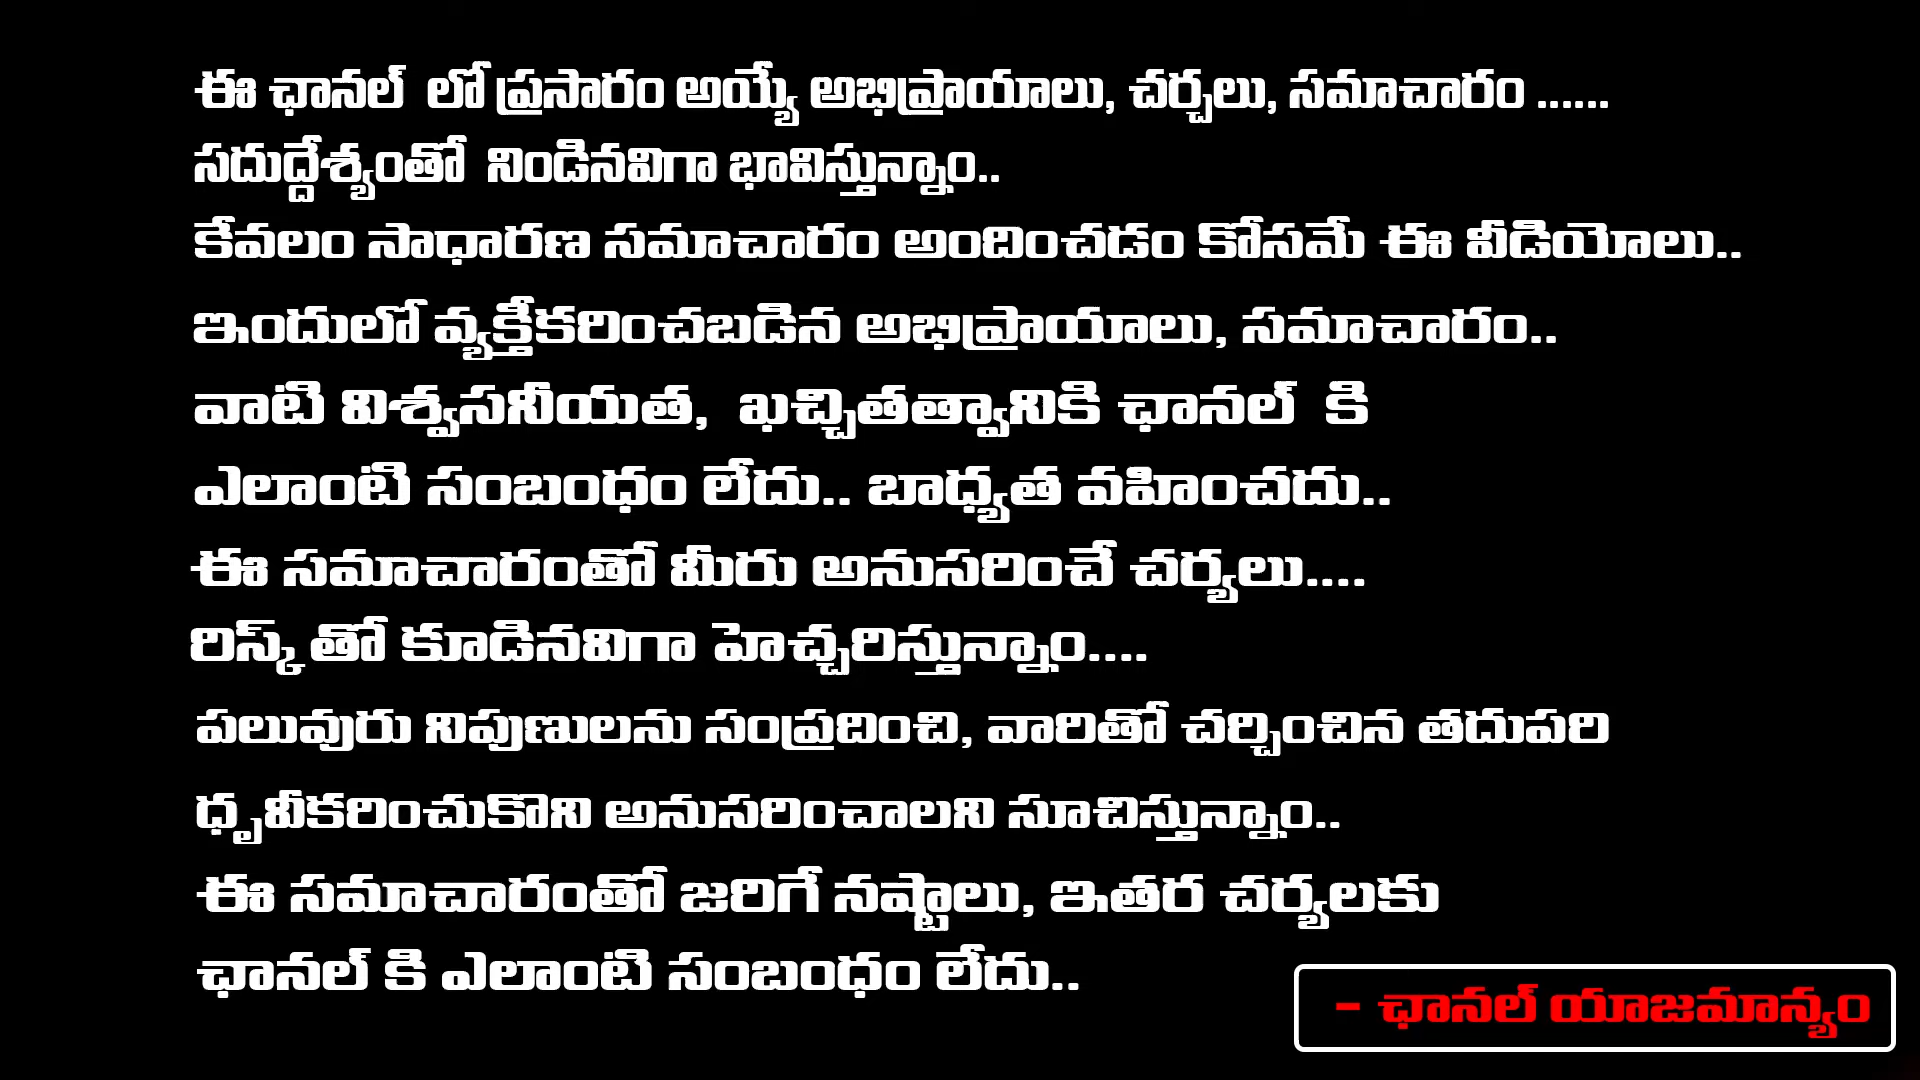 ఈ ఛానల్ లో ప్రసారం అయ్యే అభిప్రాయాలు, చర్చలు, సమాచారం ......
సదుద్దేశ్యంతో నిండినవిగా భావిస్తున్నాం..
కేవలం సాధారణ సమాచారం అందించడం కోసమే ఈ వీడియోలు..
ఇందులో వ్యక్తీకరించబడిన అభిప్రాయాలు, సమాచారం..
వాటి విశ్వసనీయత, ఖచ్చితత్వానికి ఛానల్ కి
ఎలాంటి సంబంధం లేదు.. బాధ్యత వహించదు..
ఈ సమాచారంతో మీరు అనుసరించే చర్యలు....
రిస్క్ తో కూడినవిగా హెచ్చరిస్తున్నాం....
పలువురు నిపుణులను సంప్రదించి, వారితో చర్చించిన తదుపరి
ధృవీకరించుకొని అనుసరించాలని సూచిస్తున్నాం..
ఈ సమాచారంతో జరిగే నష్టాలు, ఇతర చర్యలకు
ఛానల్ కి ఎలాంటి సంబంధం లేదు..
- ఛానల్ యాజమాన్యం